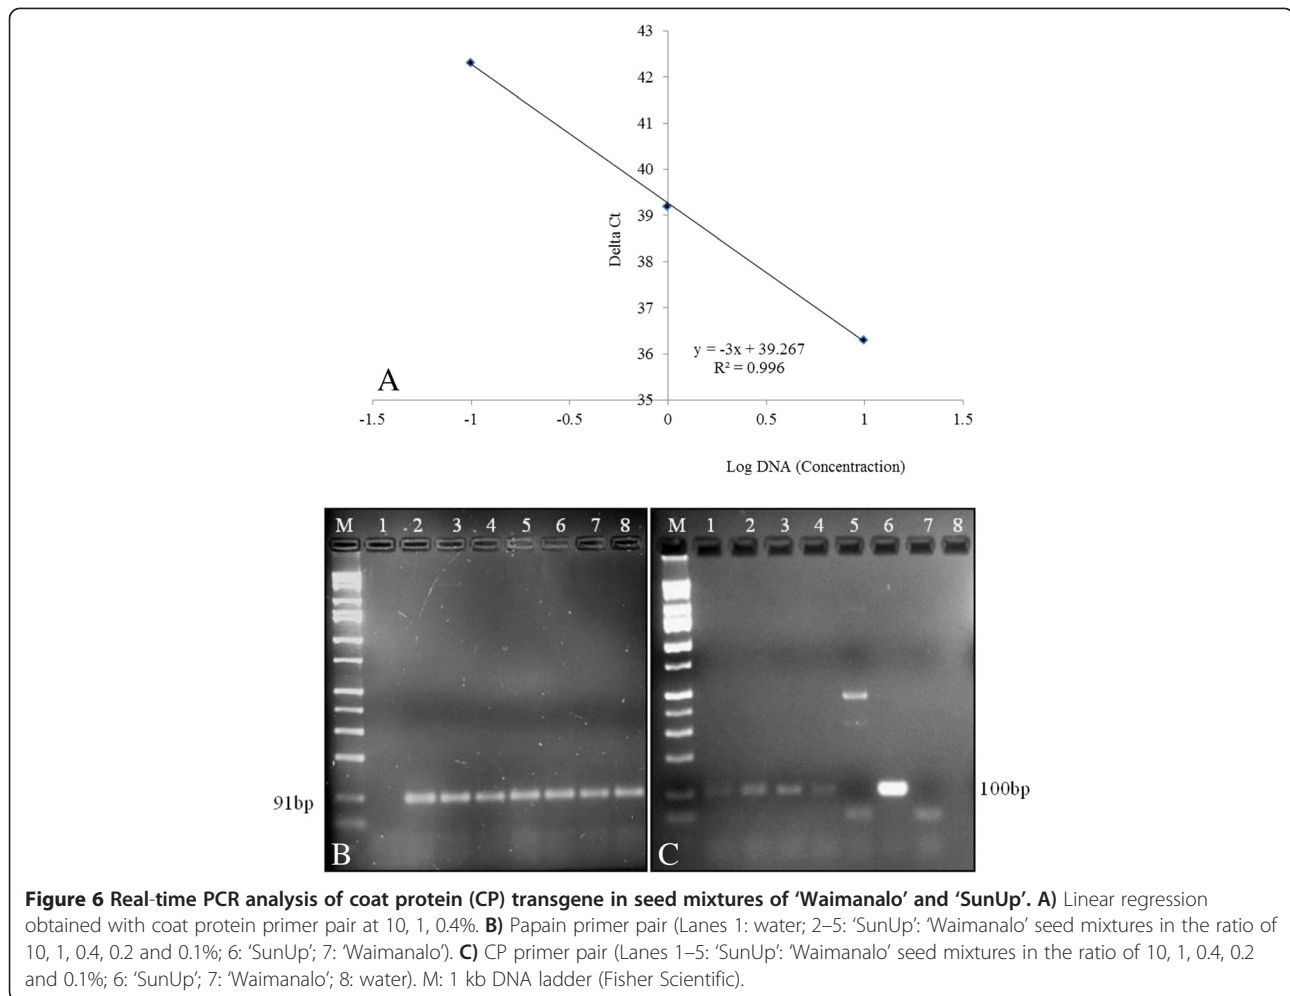 43
42
41
40
39
38
37
36
35
Delta Ct
y = -3x + 39.267
R² = 0.996
A
-1.5 -1 -0.5 0 0.5 1 1.5
Log DNA (Concentraction)
M 1 2 3 4 5 6 7 8
M 1 2 3 4 5 6 7 8
91bp
100bp
B
C
Figure 6 Real-time PCR analysis of coat protein (CP) transgene in seed mixtures of ‘Waimanalo’ and ‘SunUp’. A) Linear regression
obtained with coat protein primer pair at 10, 1, 0.4%. B) Papain primer pair (Lanes 1: water; 2–5: ‘SunUp’: ‘Waimanalo’ seed mixtures in the ratio of
10, 1, 0.4, 0.2 and 0.1%; 6: ‘SunUp’; 7: ‘Waimanalo’). C) CP primer pair (Lanes 1–5: ‘SunUp’: ‘Waimanalo’ seed mixtures in the ratio of 10, 1, 0.4, 0.2
and 0.1%; 6: ‘SunUp’; 7: ‘Waimanalo’; 8: water). M: 1 kb DNA ladder (Fisher Scientific).